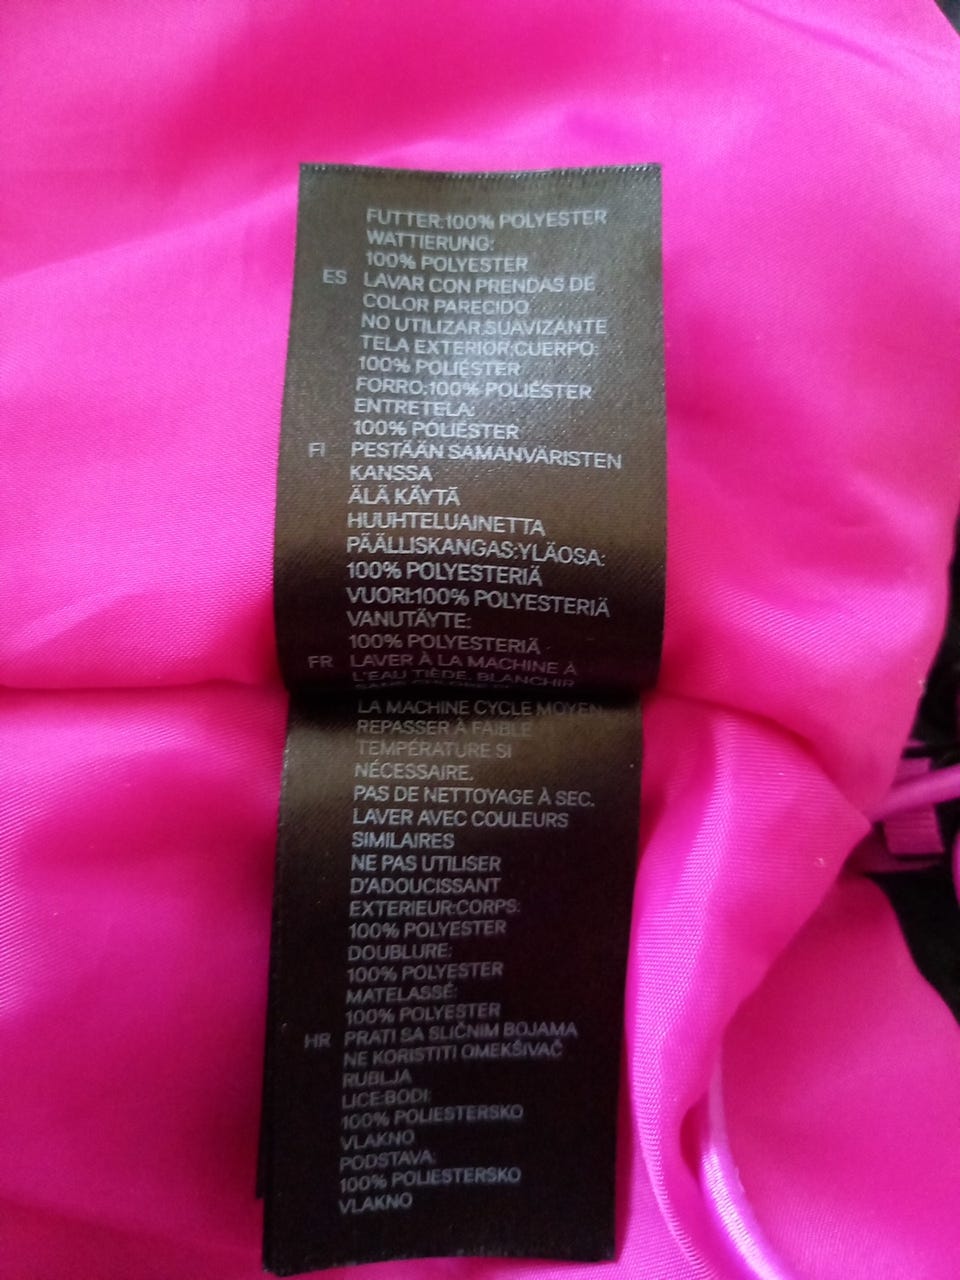 FUTTER:100% POLYESTER
WATTIERUNG:
100% POLYESTER
ES LAVAR CON PRENDAS DE
COLOR PARECIDO
NO UTILIZAR SUAVIZANTE
TELA EXTERIOR:CUERPO:
100% POLIÉSTER
FORRO:100% POLIÉSTER
ENTRETELA:
100% POLIÉSTER
FI PESTÄÄN SAMANVÄRISTEN
KANSSA
ÄLÄ KÄYTÄ
HUUHTELUAINETTA
PÄÄLLISKANGAS:YLÄOSA:
100% POLYESTERIÄ
VUORI:100% POLYESTERIÄ
VANUTÄYTE:
100% POLYESTERIÄ
FR LAVER À LA MACHINE À
L'EAU TIÈDE. BLANCHIR
LA MACHINE CYCLE MOYEN.
REPASSER À FAIBLE
TEMPÉRATURE SI
NÉCESSAIRE.
PAS DE NETTOYAGE À SEC.
LAVER AVEC COULEURS
SIMILAIRES
NE PAS UTILISER
D'ADOUCISSANT
EXTERIEUR:CORPS:
100% POLYESTER
DOUBLURE:
100% POLYESTER
MATELASSÉ:
100% POLYESTER
HR PRATI SA SLIČNIM BOJAMA
NE KORISTITI OMEKŠIVAČ
RUBLJA
LICE:BODI:
100% POLIESTERSKO
VLAKNO
PODSTAVA:
100% POLIESTERSKO
VLAKNO